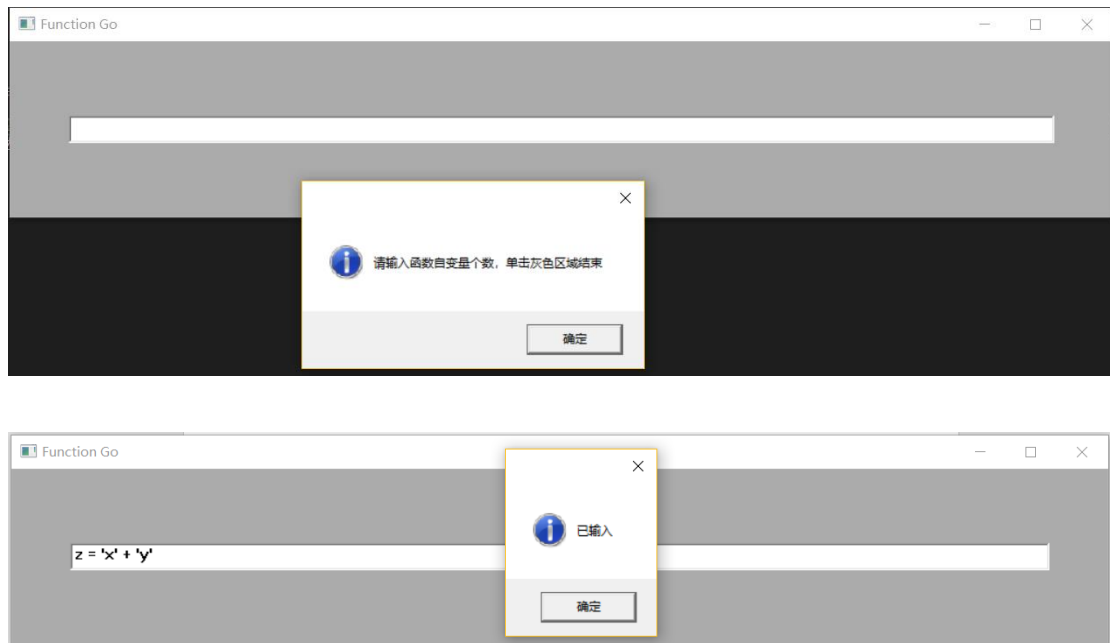 Function Go
请输入函数自变量个数，单击灰色区域结束
确定
Function Go
已输入
z = 'x' + 'y'
确定